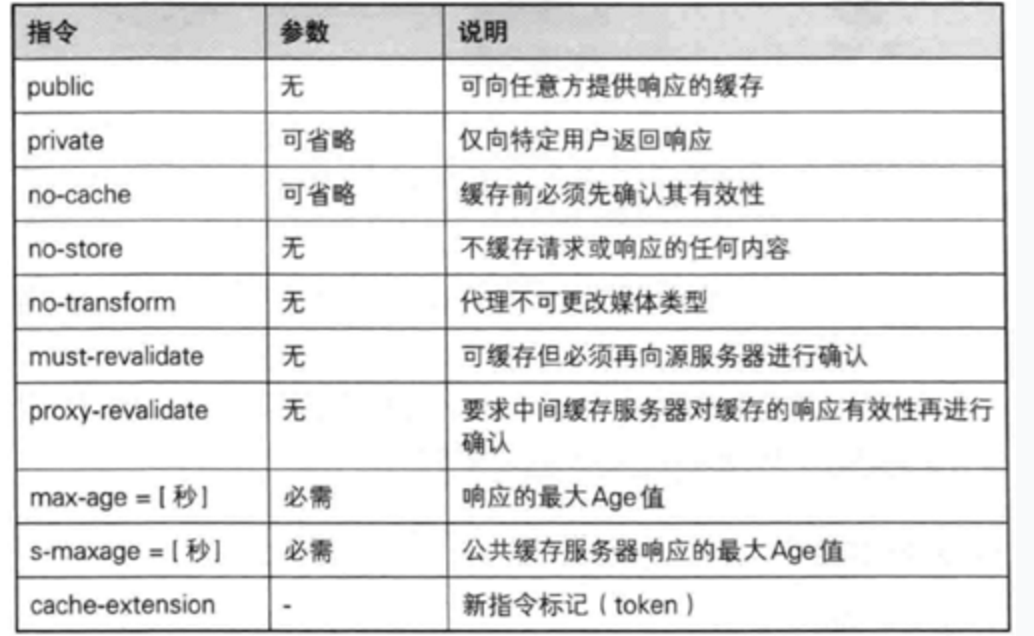 指令 参数 说明
public 无 可向任意方提供响应的缓存
private 可省略 仅向特定用户返回响应
no-cache 可省略 缓存前必须先确认其有效性
no-store 无 不缓存请求或响应的任何内容
no-transform 无 代理不可更改媒体类型
must-revalidate 无 可缓存但必须再向源服务器进行确认
proxy-revalidate 无 要求中间缓存服务器对缓存的响应有效性再进行
确认
max-age = [ 秒 ] 必需 响应的最大Age值
s-maxage = [ 秒 ] 必需 公共缓存服务器响应的最大Age值
cache-extension - 新指令标记（token）